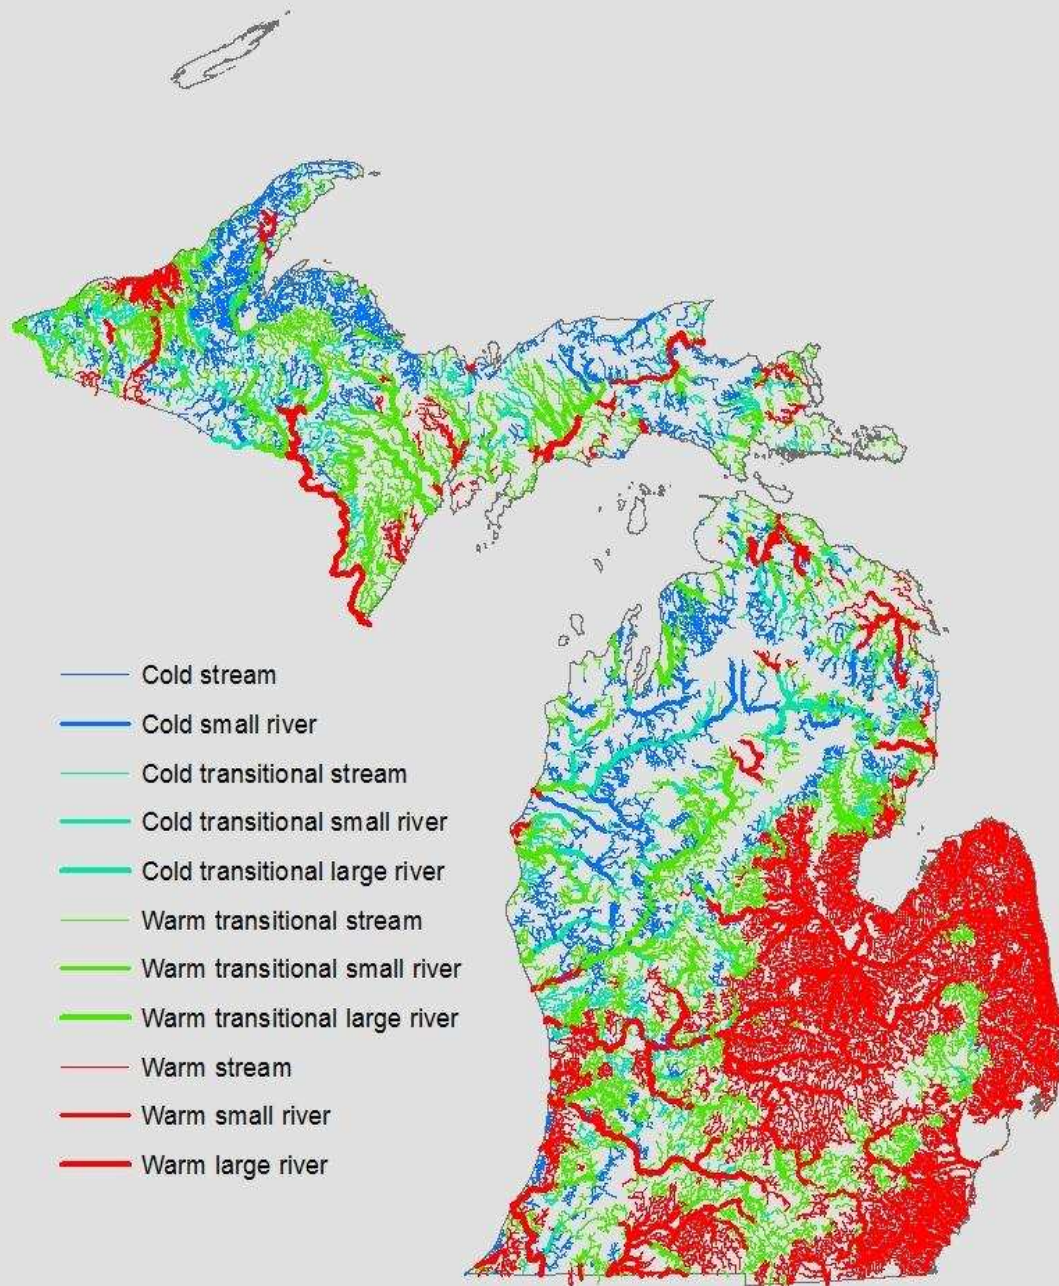 Cold stream
Cold small river
Cold transitional stream
Cold transitional small river
Cold transitional large river
Warm transitional stream
Warm transitional small river
Warm transitional large river
Warm stream
Warm small river
Warm large river